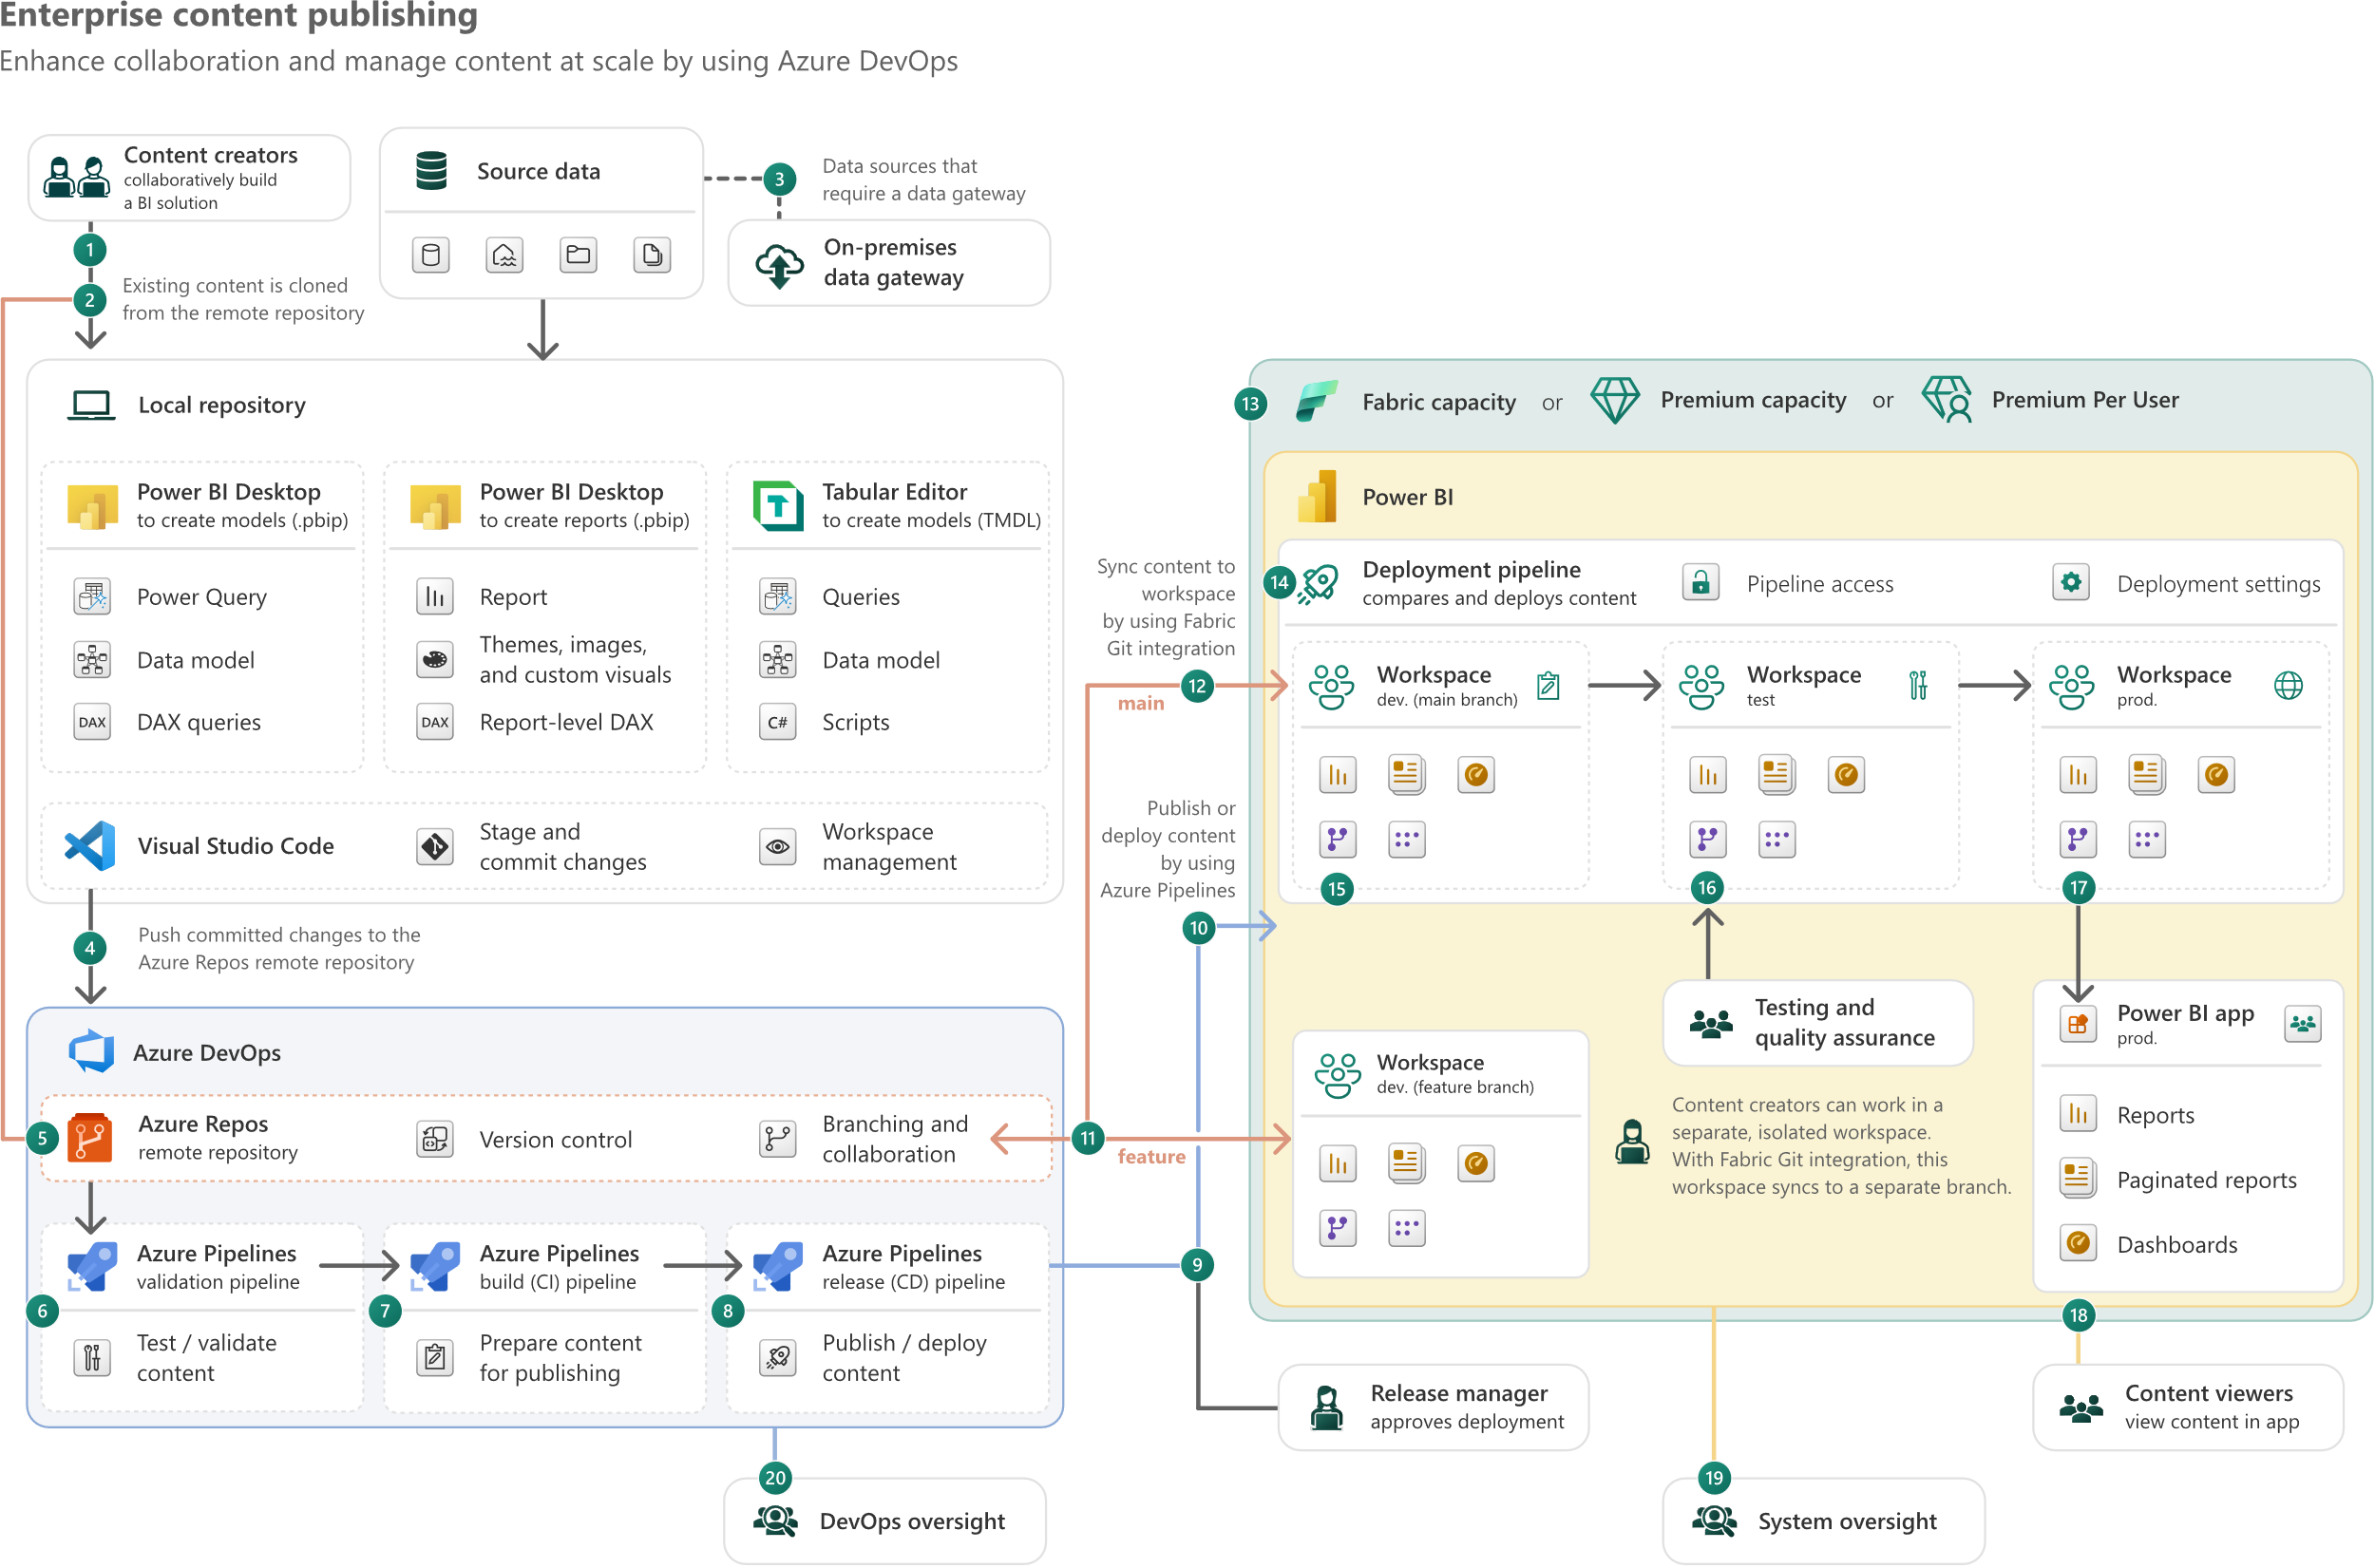 Enterprise content publishing
Enhance collaboration and manage content at scale by using Azure DevOps
Content creators
collaboratively build
a BI solution
1
2
Existing content is cloned
from the remote repository
Source data
3
Data sources that
require a data gateway
On-premises
data gateway
Local repository
Power BI Desktop
to create models (.pbip)
Power Query
Data model
DAX
DAX queries
Power BI Desktop
to create reports (.pbip)
Report
Themes, images,
and custom visuals
DAX
Report-level DAX
Tabular Editor
to create models (TMDL)
Queries
Data model
C#
Scripts
Visual Studio Code
Stage and
commit changes
Workspace
management
4
Push committed changes to the
Azure Repos remote repository
Azure DevOps
5
Azure Repos
remote repository
Version control
Branching and
collaboration
6
Azure Pipelines
validation pipeline
Test / validate
content
7
Azure Pipelines
build (CI) pipeline
Prepare content
for publishing
8
Azure Pipelines
release (CD) pipeline
Publish / deploy
content
20
DevOps oversight
9
Release manager
approves deployment
Publish or
deploy content
by using
Azure Pipelines
10
11
feature
Sync content to
workspace
by using Fabric
Git integration
12
main
13
Fabric capacity
or
Premium capacity
or
Premium Per User
Power BI
14
Deployment pipeline
compares and deploys content
Pipeline access
Deployment settings
Workspace
dev. (main branch)
15
Workspace
test
16
Workspace
prod.
17
Testing and
quality assurance
Workspace
dev. (feature branch)
Content creators can work in a
separate, isolated workspace.
With Fabric Git integration, this
workspace syncs to a separate branch.
Power BI app
prod.
Reports
Paginated reports
Dashboards
18
Content viewers
view content in app
19
System oversight